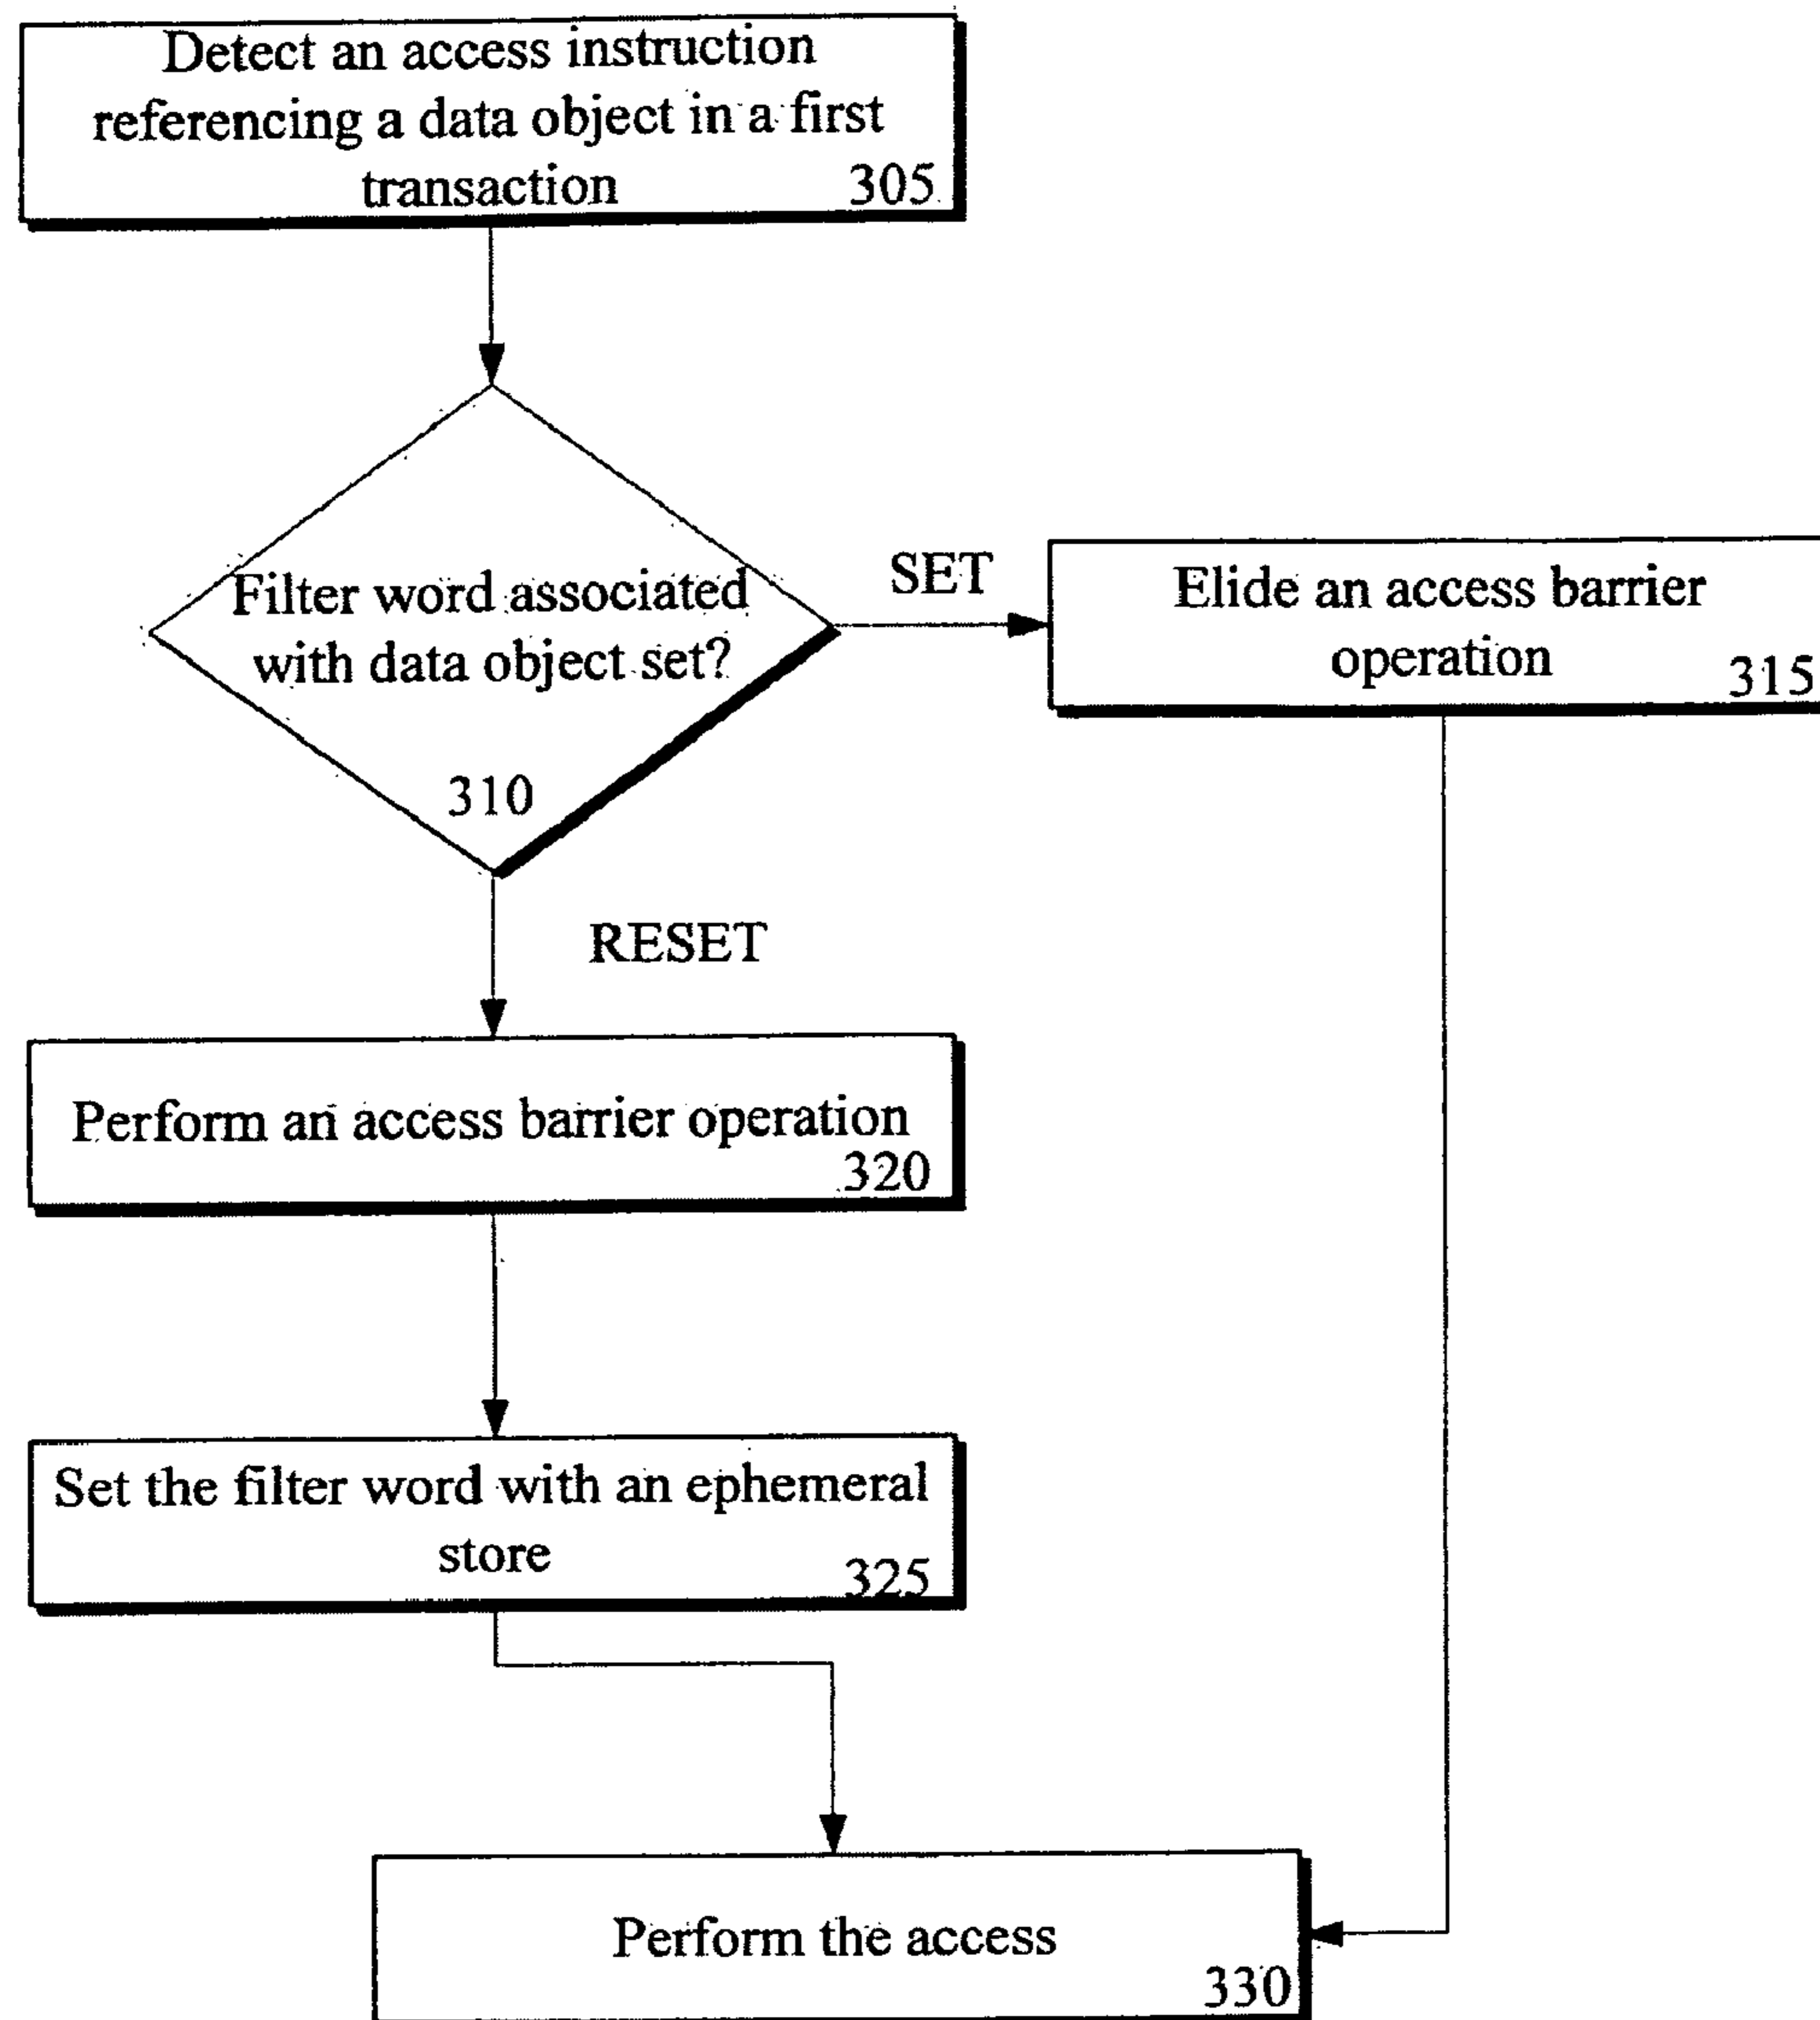 Detect an access instruction
referencing a data object in a first
transaction 305
Filter word associated
with data object set?
310
SET
Elide an access barrier
operation 315
RESET
Perform an access barrier operation
320
Set the filter word with an ephemeral
store 325
Perform the access
330